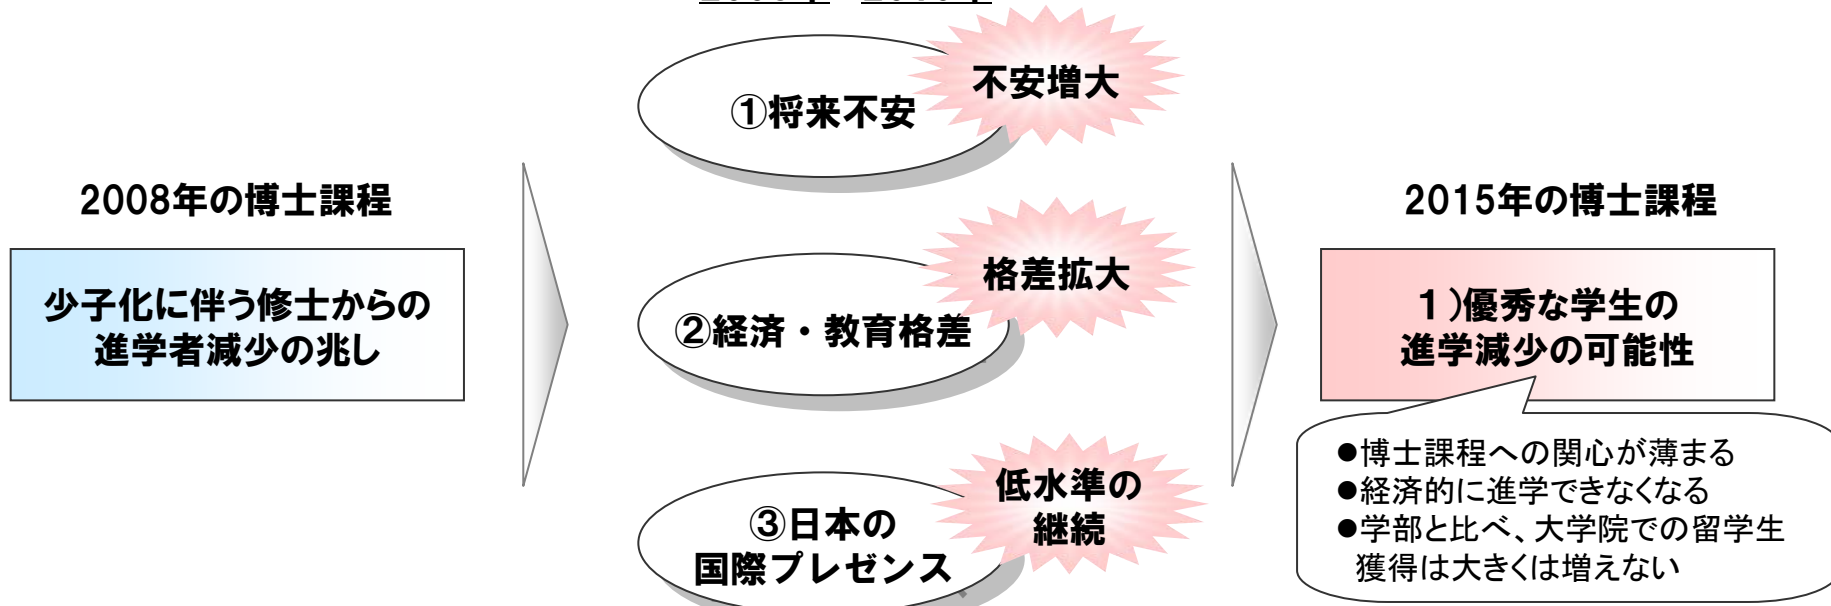 2008年の博士課程
少子化に伴う修士からの
進学者減少の兆し
①将来不安
不安増大
②経済・教育格差
格差拡大
③日本の
国際プレゼンス
低水準の
継続
2015年の博士課程
1)優秀な学生の
進学減少の可能性
●博士課程への関心が薄まる
●経済的に進学できなくなる
●学部と比べ、大学院での留学生
獲得は大きくは増えない